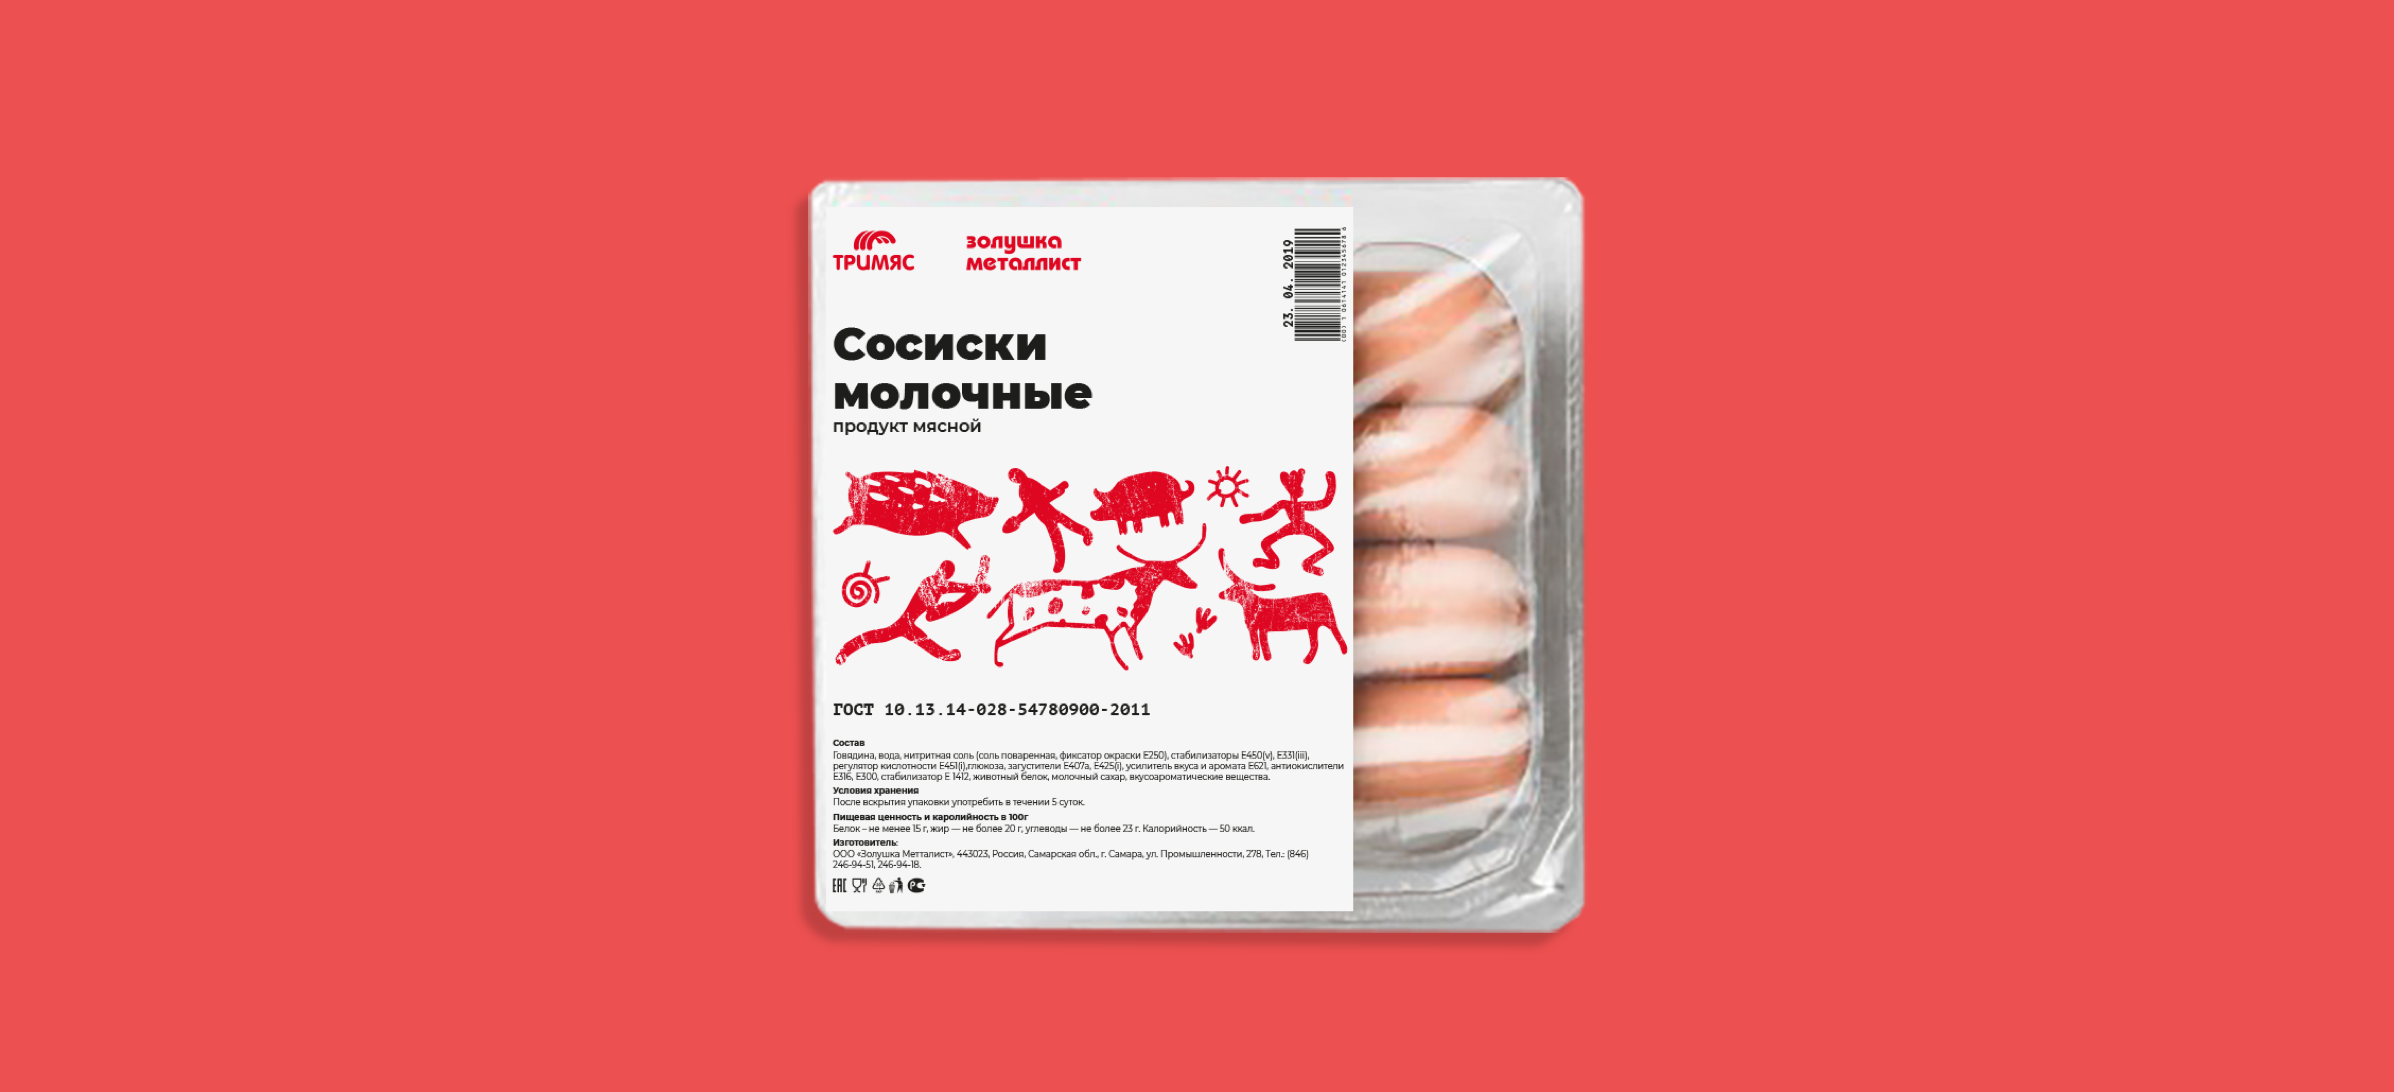 ТРИМЯС
золушка
металлист
23. 04. 2019
Сосиски
молочные
продукт мясной
ГОСТ 10.13.14-028-54780900-2011
Состав
Говядина, вода, нитритная соль (соль поваренная, фиксатор окраски Е250), стабилизаторы Е450(v), Е331(iii),
регулятор кислотности Е451(i),глюкоза, загустители Е407а, Е425(i), усилитель вкуса и аромата Е621, антиокислители
Е316, Е300, стабилизатор Е 1412, животный белок, молочный сахар, вкусоароматические вещества.
Условия хранения
После вскрытия упаковки употребить в течении 5 суток.
Пищевая ценность и каролийность в 100г
Белок – не менее 15 г, жир — не более 20 г, углеводы — не более 23 г. Калорийность — 50 ккал.
Изготовитель:
ООО «Золушка Метталист», 443023, Россия, Самарская обл., г. Самара, ул. Промышленности, 278, Тел.: (846)
246-94-51, 246-94-18.
ЕАС